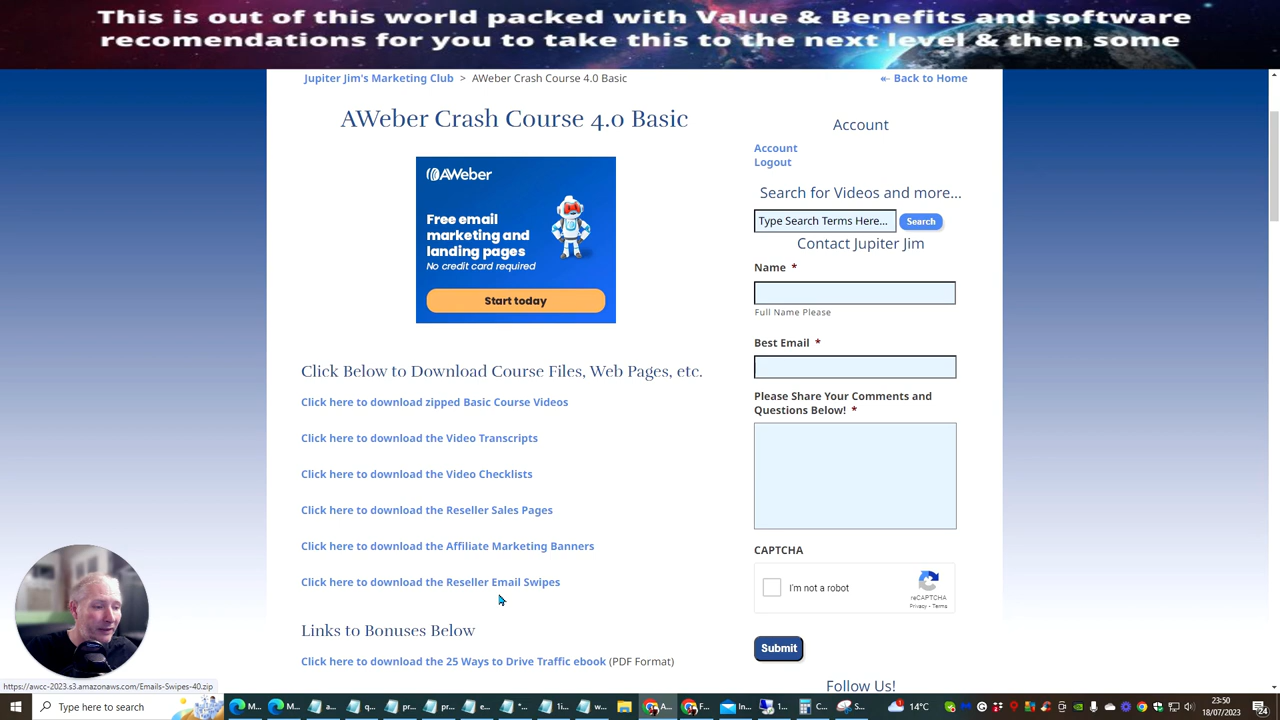 This is out of this world packed with Value & Benefits and software
recomendations for you to take this to the next level & then some
Jupiter Jim's Marketing Club > AWeber Crash Course 4.0 Basic
← Back to Home
AWeber Crash Course 4.0 Basic
AWeber
Free email
marketing and
landing pages
No credit card required
Start today
Click Below to Download Course Files, Web Pages, etc.
Click here to download zipped Basic Course Videos
Click here to download the Video Transcripts
Click here to download the Video Checklists
Click here to download the Reseller Sales Pages
Click here to download the Affiliate Marketing Banners
Click here to download the Reseller Email Swipes
Links to Bonuses Below
Click here to download the 25 Ways to Drive Traffic ebook (PDF Format)
Account
Account
Logout
Search for Videos and more...
Type Search Terms Here...
Search
Contact Jupiter Jim
Name *
Full Name Please
Best Email *
Please Share Your Comments and
Questions Below! *
CAPTCHA
I'm not a robot
reCAPTCHA
Privacy - Terms
Submit
Follow Us!
https://awcc-2023.s3.amazonaws.com/Emails-Swipes-40.zip
Type here to search
M...
M...
re...
pr...
pr...
e...
"...
1i...
w...
A...
F...
In...
D...
C...
S...
14°C
23:50
18/07/2023